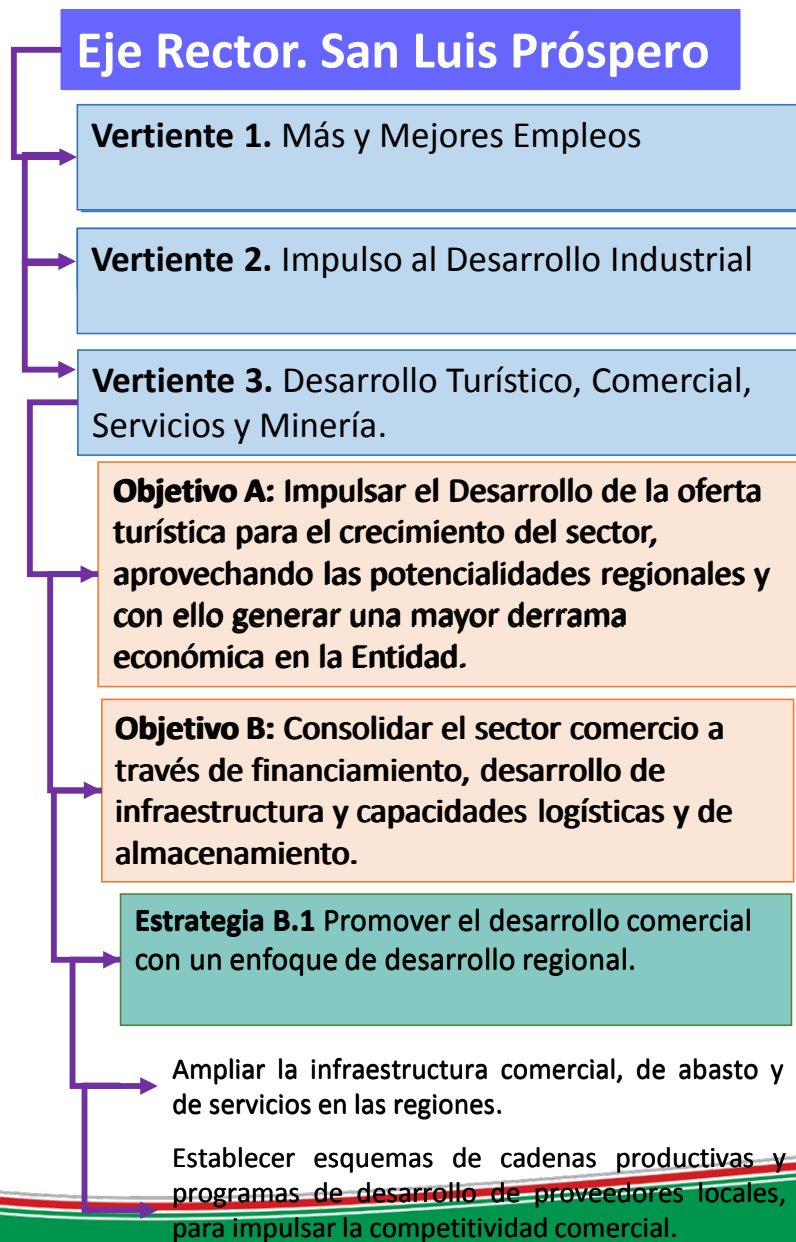 Eje Rector. San Luis Próspero
Vertiente 1. Más y Mejores Empleos
Vertiente 2. Impulso al Desarrollo Industrial
Vertiente 3. Desarrollo Turístico, Comercial,
Servicios y Minería.
Objetivo A: Impulsar el Desarrollo de la oferta
turística para el crecimiento del sector,
aprovechando las potencialidades regionales y
con ello generar una mayor derrama
económica en la Entidad.
Objetivo B: Consolidar el sector comercio a
través de financiamiento, desarrollo de
infraestructura y capacidades logísticas y de
almacenamiento.
Estrategia B.1 Promover el desarrollo comercial
con un enfoque de desarrollo regional.
Ampliar la infraestructura comercial, de abasto y
de servicios en las regiones.
Establecer esquemas de cadenas productivas y
programas de desarrollo de proveedores locales,
para impulsar la competitividad comercial.